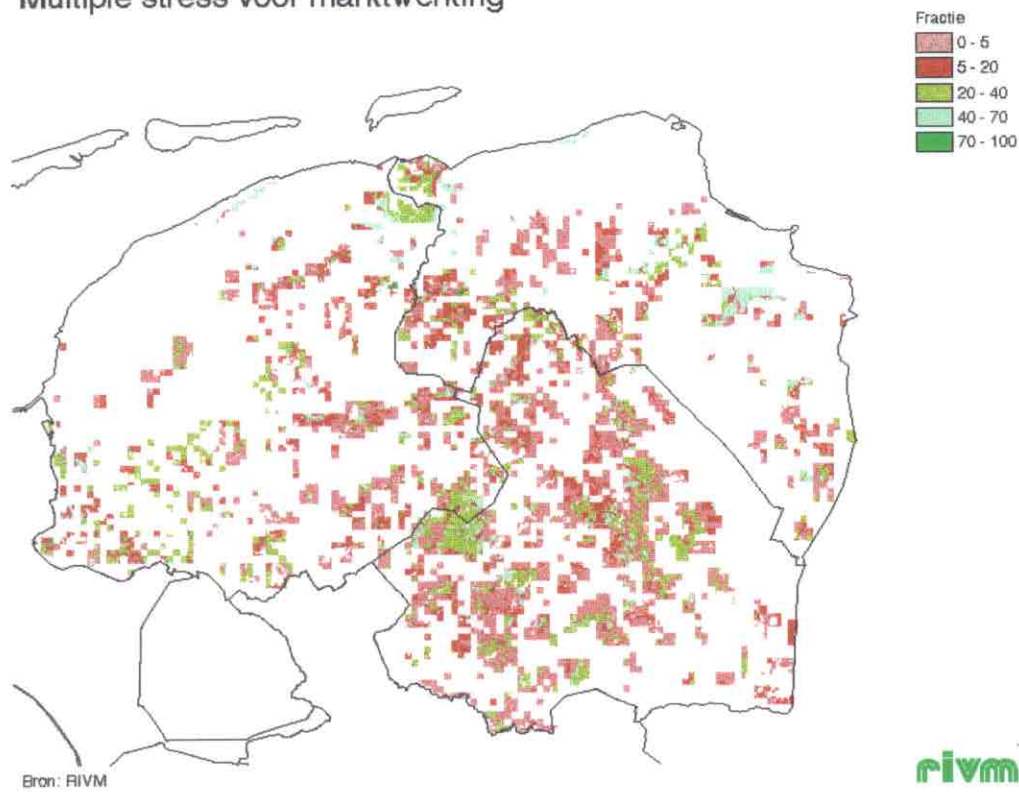 Multiple stress voor marktwerking
Fractie
0 - 5
5 - 20
20 - 40
40 - 70
70 - 100
Bron: RIVM
rivm